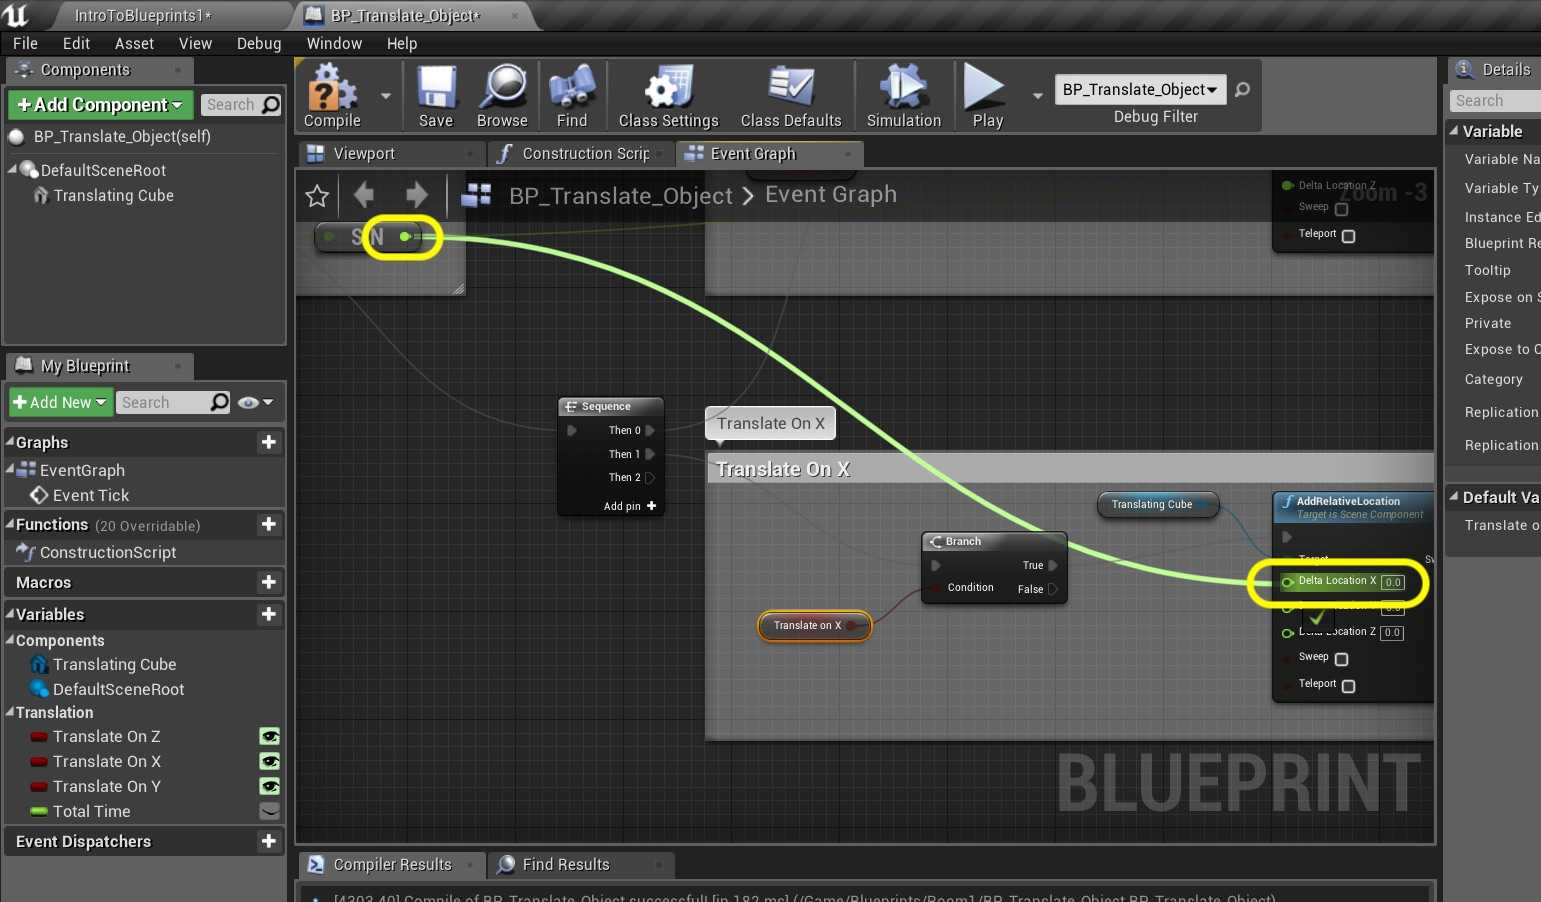 IntroToBlueprints1*
BP_Translate_Object*
File Edit Asset View Debug Window Help
Components
+Add Component
Search
BP_Translate_Object(self)
DefaultSceneRoot
Translating Cube
My Blueprint
+Add New
Search
Graphs
EventGraph
Event Tick
Functions (20 Overridable)
ConstructionScript
Macros
Variables
Components
Translating Cube
DefaultSceneRoot
Translation
Translate On Z
Translate On X
Translate On Y
Total Time
Event Dispatchers
Compile
Save
Browse
Find
Class Settings
Class Defaults
Simulation
Play
BP_Translate_Object
Debug Filter
Viewport
Construction Scrip
Event Graph
BP_Translate_Object > Event Graph
Zoom -3
Delta Location Z
Sweep
Teleport
SIN
Sequence
Then 0
Then 1
Then 2
Add pin +
Translate On X
Translate On X
Translating Cube
Branch
True
Condition
False
Translate on X
AddRelativeLocation
Target is Scene Component
Target
Delta Location X 0.0
Delta Location Z 0.0
Sweep
Teleport
BLUEPRINT
Compiler Results
Find Results
[4303.40] Compile of BP_Translate_Object successful! [in 182 ms] (/Game/Blueprints/Room1/BP_Translate_Object.BP_Translate_Object)
Details
Search
Variable
Variable Na
Variable Ty
Instance Ed
Blueprint Re
Tooltip
Expose on S
Private
Expose to C
Category
Replication
Replication
Default Va
Translate o